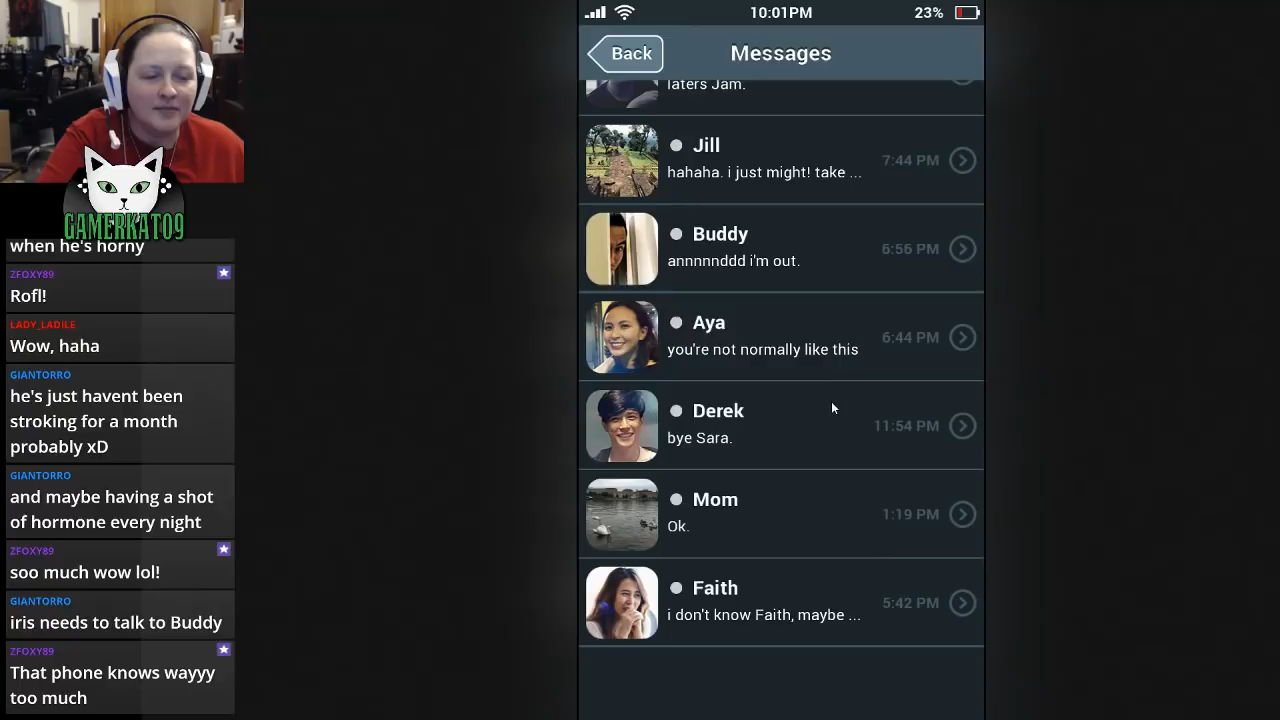 10:01PM
23%
Back
Messages
laters Jam.
Jill
hahaha. i just might! take ...
7:44 PM
Buddy
annnnnddd i'm out.
6:56 PM
Aya
you're not normally like this
6:44 PM
Derek
bye Sara.
11:54 PM
Mom
Ok.
1:19 PM
Faith
i don't know Faith, maybe ...
5:42 PM
GAMERKAT09
when he's horny
ZFOXY89
Rofl!
LADY_LADILE
Wow, haha
GIANTORRO
he's just havent been
stroking for a month
probably xD
GIANTORRO
and maybe having a shot
of hormone every night
ZFOXY89
soo much wow lol!
GIANTORRO
iris needs to talk to Buddy
ZFOXY89
That phone knows wayyy
too much